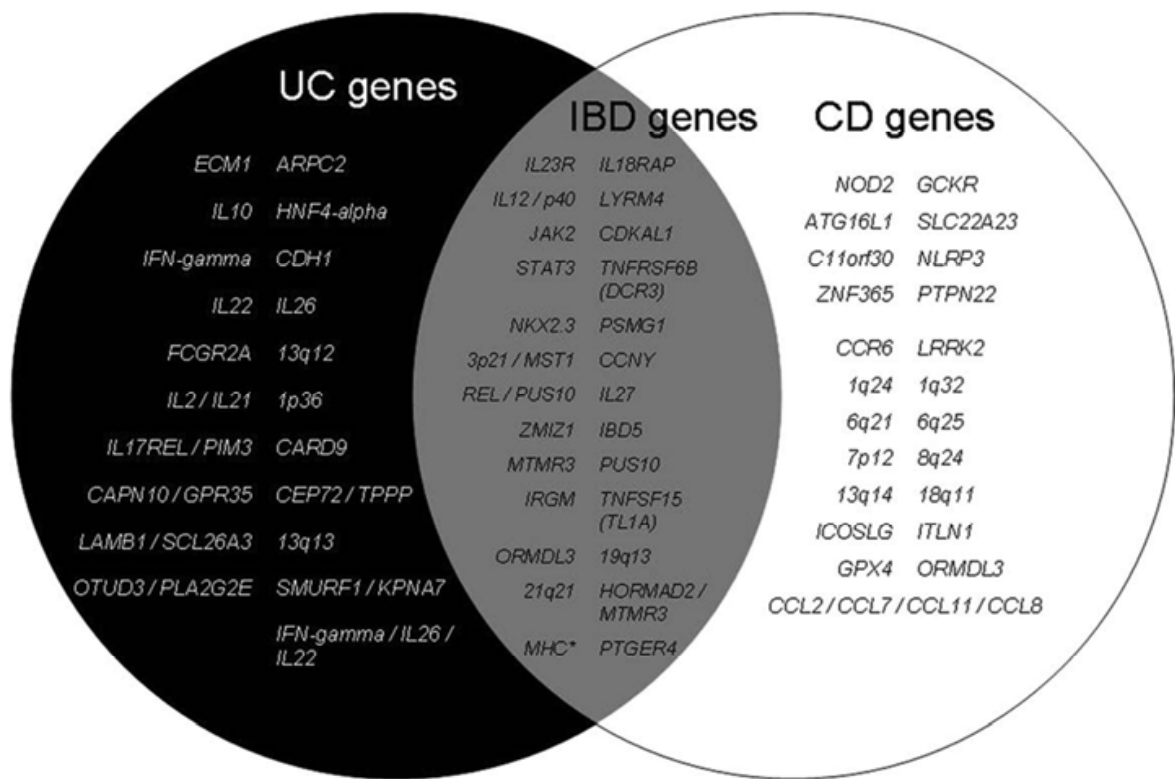 UC genes
IBD genes
CD genes
ECM1 ARPC2
IL10 HNF4-alpha
IFN-gamma CDH1
IL22 IL26
FCGR2A 13q12
IL2 / IL21 1p36
IL17REL / PIM3 CARD9
CAPN10 / GPR35 CEP72 / TPPP
LAMB1 / SCL26A3 13q13
OTUD3 / PLA2G2E SMURF1 / KPNA7
IFN-gamma / IL26 /
IL22
IL23R IL18RAP
IL12 / p40 LYRM4
JAK2 CDKAL1
STAT3 TNFRSF6B
(DCR3)
NKX2.3 PSMG1
3p21 / MST1 CCNY
REL / PUS10 IL27
ZMIZ1 IBD5
MTMR3 PUS10
IRGM TNFSF15
(TL1A)
ORMDL3 19q13
21q21 HORMAD2 /
MTMR3
MHC* PTGER4
NOD2 GCKR
ATG16L1 SLC22A23
C11orf30 NLRP3
ZNF365 PTPN22
CCR6 LRRK2
1q24 1q32
6q21 6q25
7p12 8q24
13q14 18q11
ICOSLG ITLN1
GPX4 ORMDL3
CCL2 / CCL7 / CCL11 / CCL8